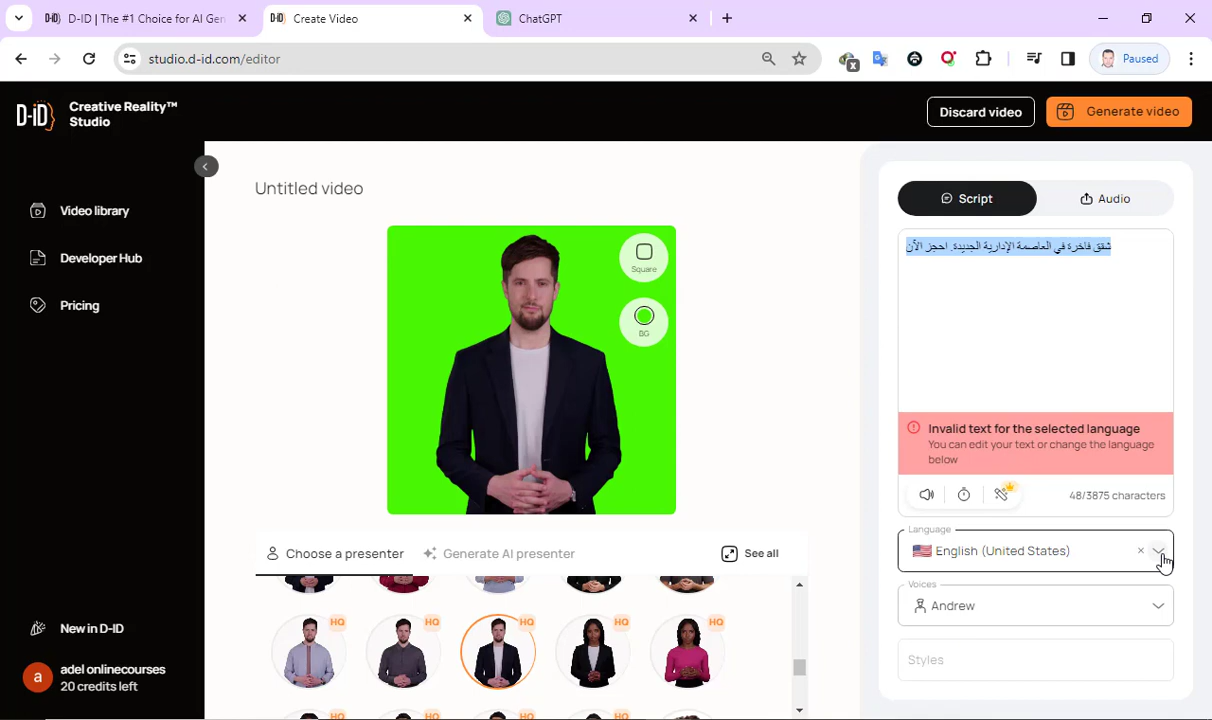 D-ID | The #1 Choice for AI Gen
Create Video
ChatGPT
studio.d-id.com/editor
Paused
D-iD
Creative Reality™
Studio
Discard video
Generate video
Video library
Developer Hub
Pricing
New in D-ID
a
adel onlinecourses
20 credits left
Untitled video
Square
BG
Choose a presenter
Generate AI presenter
See all
HQ
HQ
HQ
HQ
HQ
HQ
HQ
HQ
Script
Audio
شقق فاخرة في العاصمة الإدارية الجديدة. احجز الآن
Invalid text for the selected language
You can edit your text or change the language
below
48/3875 characters
Language
English (United States)
Voices
Andrew
Styles